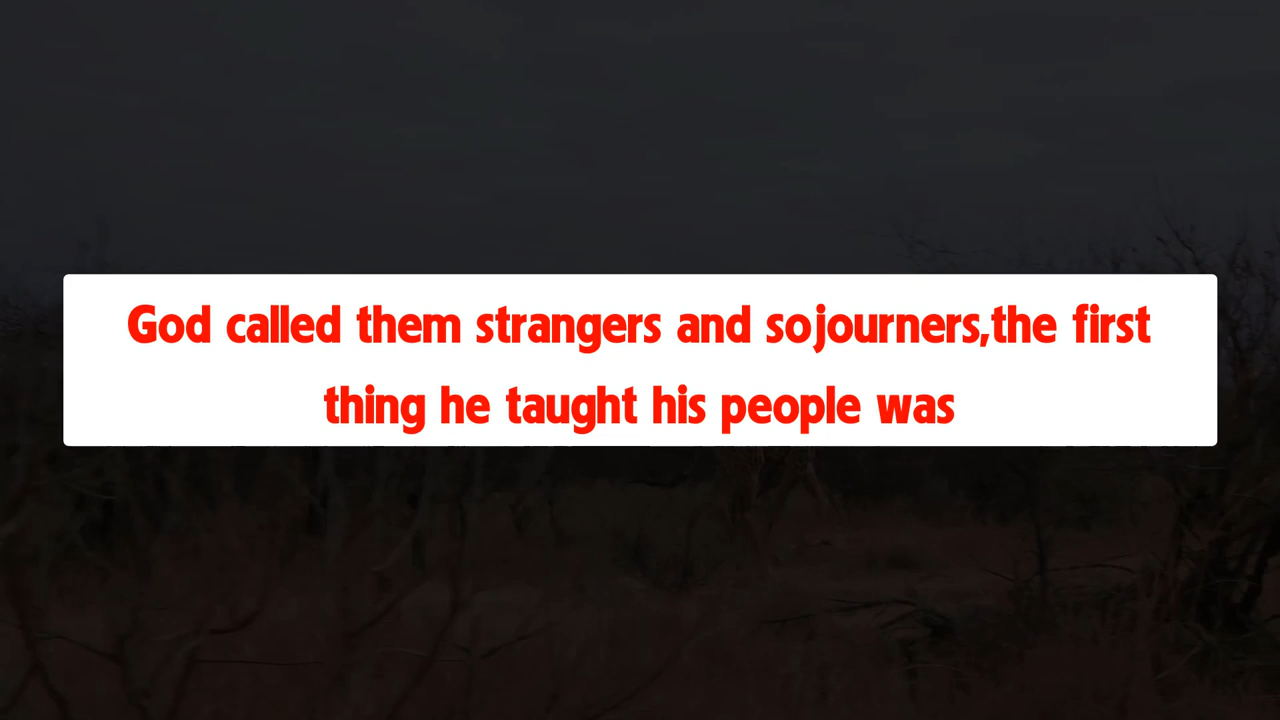 God called them strangers and sojourners,the first
thing he taught his people was